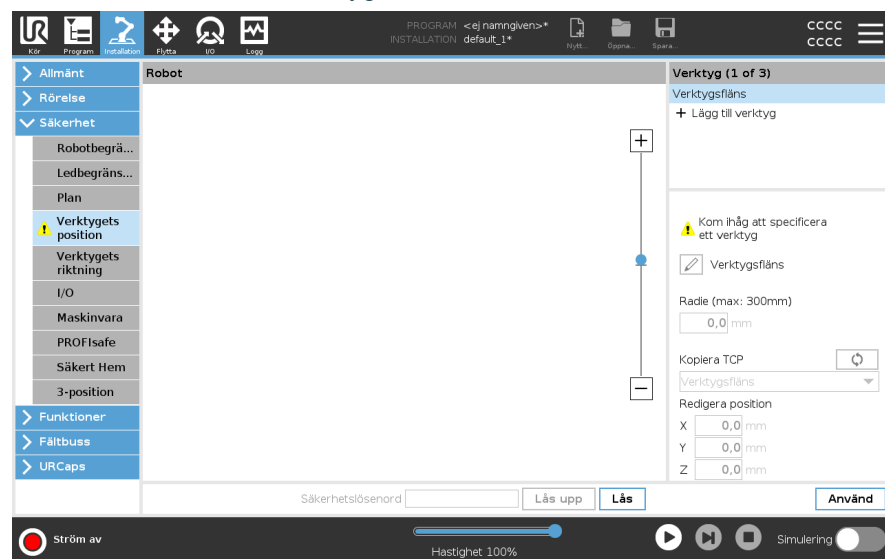 PROGRAM <ej namngiven>*
INSTALLATION default_1*
Kör
Program
Installation
Flytta
I/O
Logg
Nytt...
Öppna...
Spara...
CCCC
CCCC
Allmänt
Rörelse
Säkerhet
Robotbegrä...
Ledbegräns...
Plan
Verktygets
position
Verktygets
riktning
I/O
Maskinvara
PROFIsafe
Säkert Hem
3-position
Funktioner
Fältbuss
URCaps
Robot
Verktyg (1 of 3)
Verktygsfläns
+ Lägg till verktyg
Kom ihåg att specificera
ett verktyg
Verktygsfläns
Radie (max: 300mm)
0,0 mm
Kopiera TCP
Verktygsfläns
Redigera position
X 0,0 mm
Y 0,0 mm
Z 0,0 mm
Säkerhetslösenord
Lås upp
Lås
Använd
Ström av
Hastighet 100%
Simulering